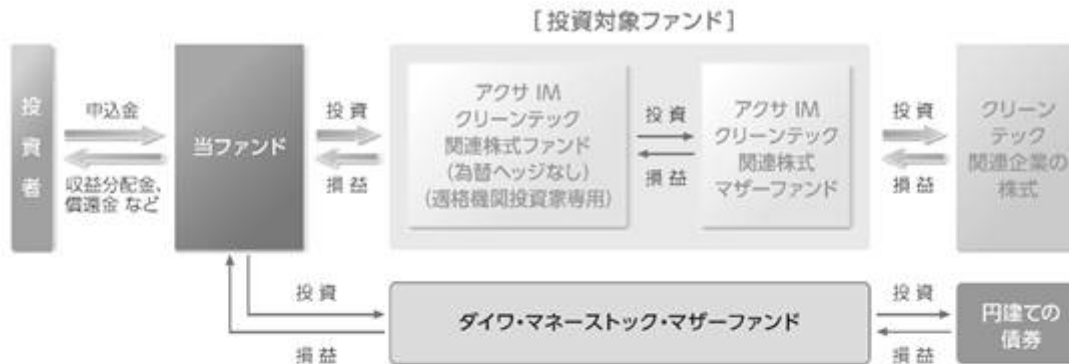 [投資対象ファンド]
投資者
申込金
収益分配金、
償還金 など
当ファンド
投資
損益
アクサ IM
クリーンテック
関連株式ファンド
(為替ヘッジなし)
(適格機関投資家専用)
投資
損益
アクサ IM
クリーンテック
関連株式
マザーファンド
投資
損益
クリーン
テック
関連企業の
株式
投資
損益
ダイワ・マネーストック・マザーファンド
投資
損益
円建ての
債券